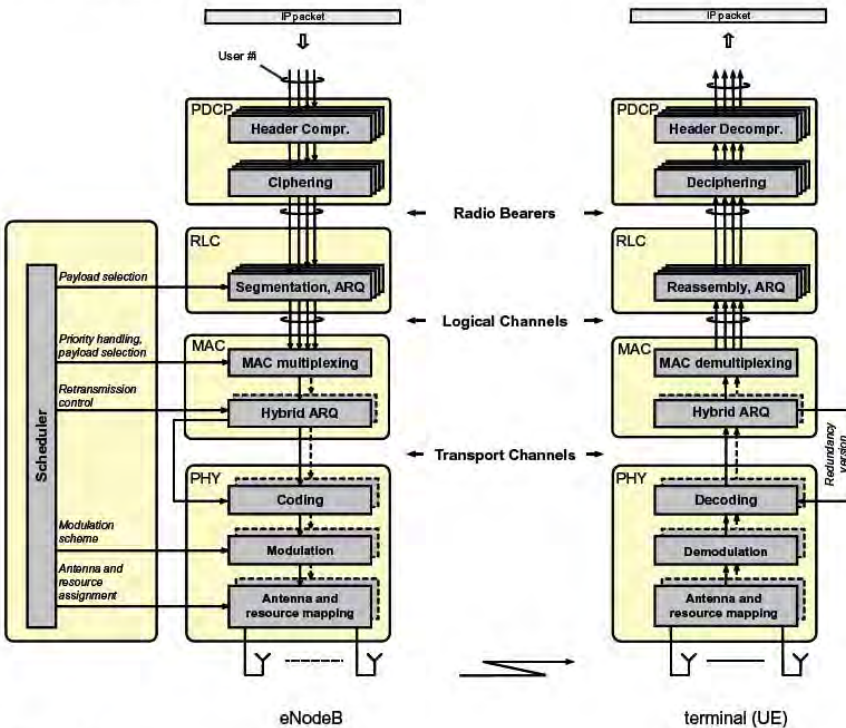 IP packet
IP packet
User #i
PDCP
Header Compr.
Ciphering
PDCP
Header Decompr.
Deciphering
Radio Bearers
RLC
Segmentation, ARQ
RLC
Reassembly, ARQ
Logical Channels
MAC
MAC multiplexing
Hybrid ARQ
MAC
MAC demultiplexing
Hybrid ARQ
Redundancy
version
Transport Channels
Scheduler
Payload selection
Priority handling,
payload selection
Retransmission
control
Modulation
scheme
Antenna and
resource
assignment
PHY
Coding
Modulation
Antenna and
resource mapping
PHY
Decoding
Demodulation
Antenna and
resource mapping
eNodeB
terminal (UE)